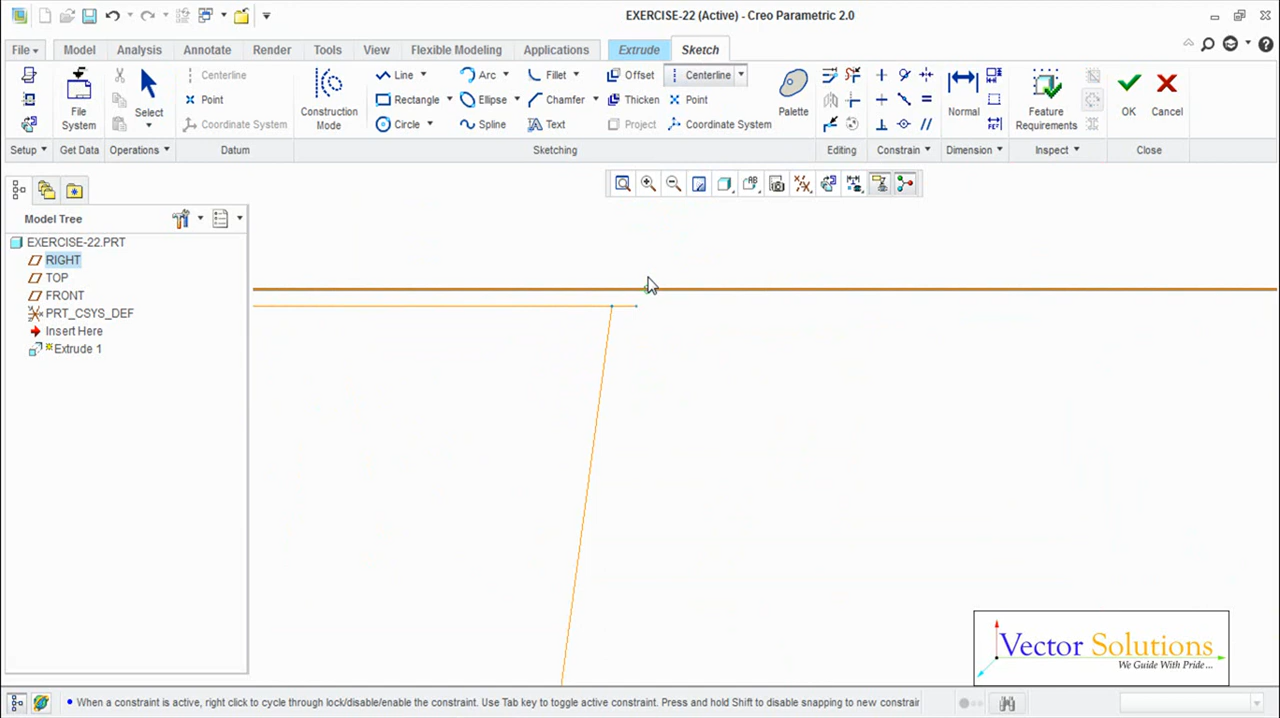 EXERCISE-22 (Active) - Creo Parametric 2.0
File Model Analysis Annotate Render Tools View Flexible Modeling Applications Extrude Sketch
Centerline Line Arc Fillet Offset Centerline
Point Rectangle Ellipse Chamfer Thicken Point
Coordinate System Circle Spline Text Project Coordinate System
File System Select Construction Mode Palette Normal Feature Requirements OK Cancel
Setup Get Data Operations Datum Sketching Editing Constrain Dimension Inspect Close
Model Tree
EXERCISE-22.PRT
RIGHT
TOP
FRONT
PRT_CSYS_DEF
Insert Here
Extrude 1
Vector Solutions
We Guide With Pride...
When a constraint is active, right click to cycle through lock/disable/enable the constraint. Use Tab key to toggle active constraint. Press and hold Shift to disable snapping to new constrair